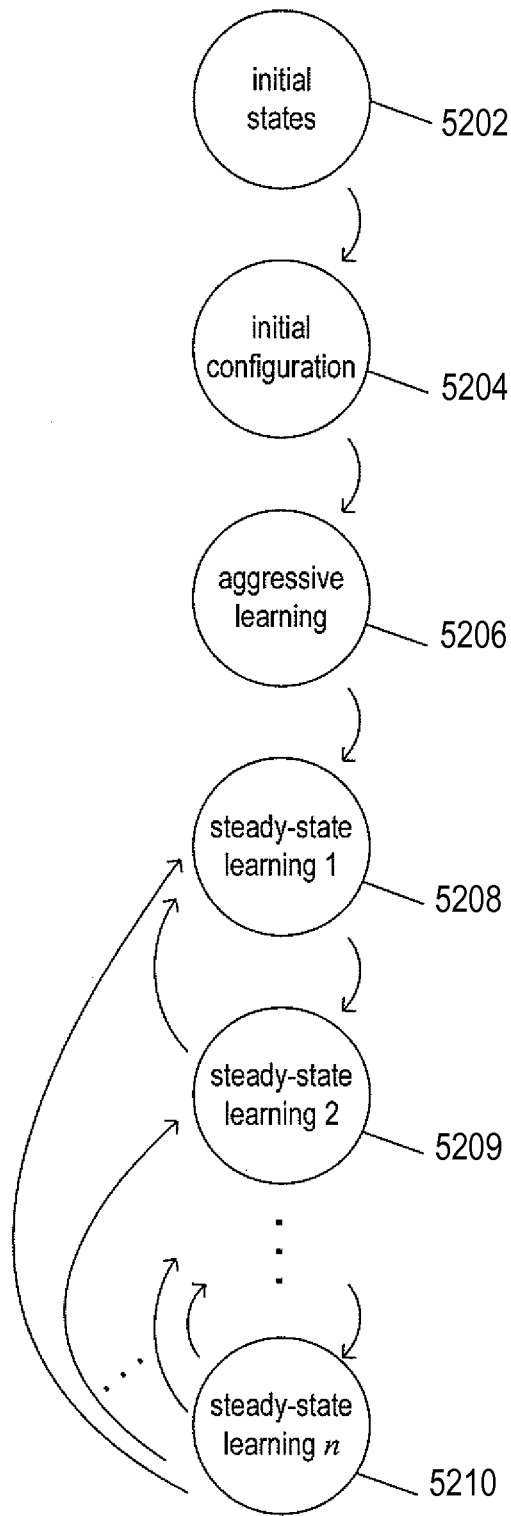 initial
states
5202
initial
configuration
5204
aggressive
learning
5206
steady-state
learning 1
5208
steady-state
learning 2
5209
steady-state
learning n
5210